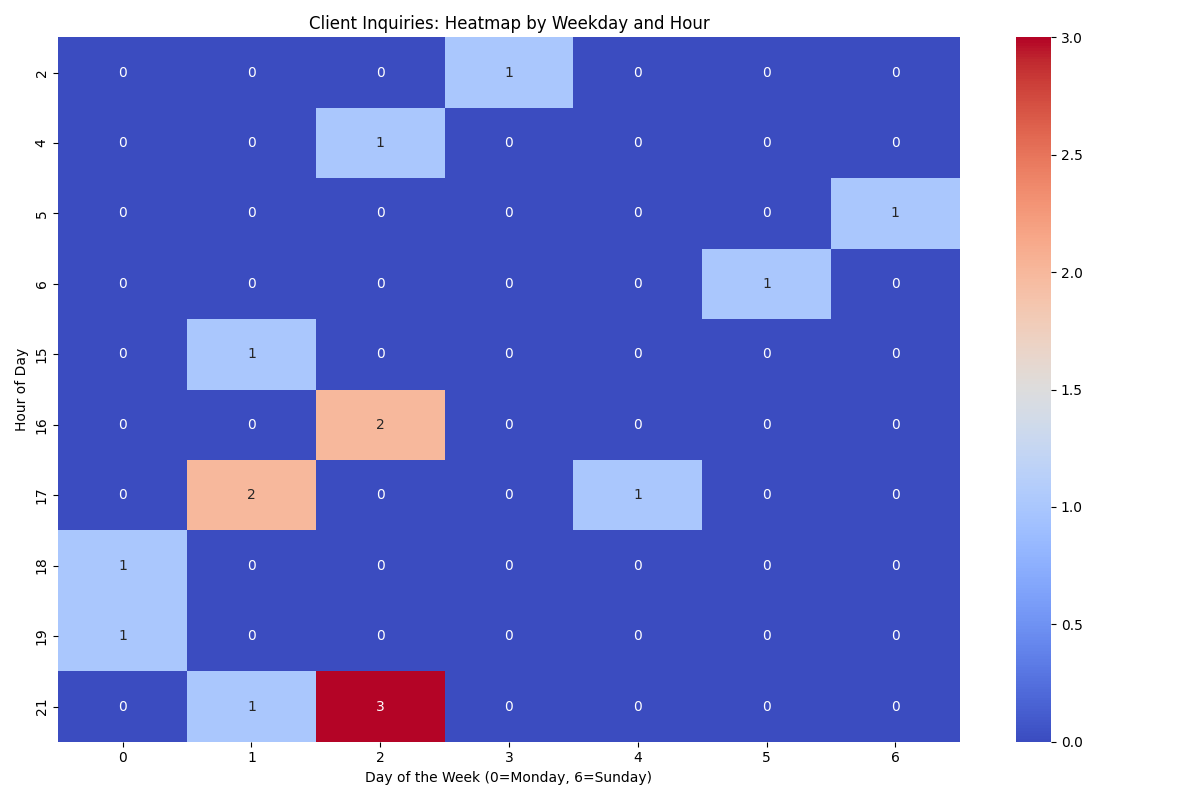 Client Inquiries: Heatmap by Weekday and Hour
Hour of Day
2 0 0 0 1 0 0 0
4 0 0 1 0 0 0 0
5 0 0 0 0 0 0 1
6 0 0 0 0 0 1 0
15 0 1 0 0 0 0 0
16 0 0 2 0 0 0 0
17 0 2 0 0 1 0 0
18 1 0 0 0 0 0 0
19 1 0 0 0 0 0 0
21 0 1 3 0 0 0 0
0 1 2 3 4 5 6
Day of the Week (0=Monday, 6=Sunday)
3.0
2.5
2.0
1.5
1.0
0.5
0.0